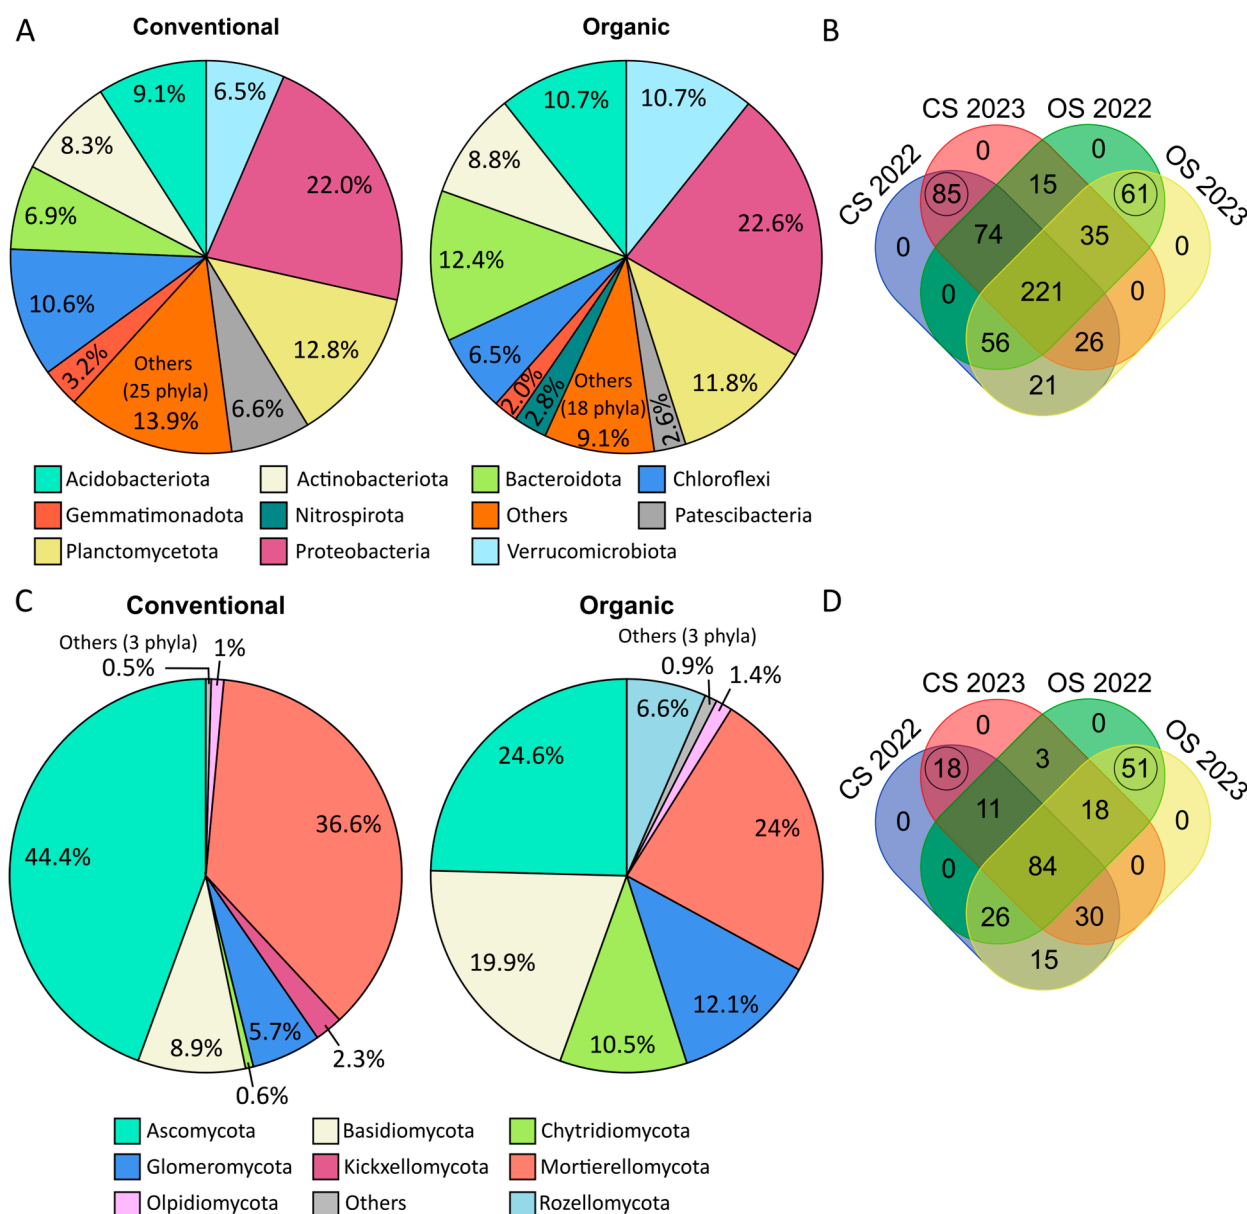 A
Conventional
Organic
B
9.1%
6.5%
22.0%
12.8%
6.6%
Others
(25 phyla)
13.9%
3.2%
10.6%
6.9%
8.3%
10.7%
10.7%
22.6%
11.8%
2.6%
Others
(18 phyla)
9.1%
2.8%
2.0%
6.5%
12.4%
8.8%
CS 2022
CS 2023
OS 2022
OS 2023
0
0
85
15
61
0
74
35
0
0
221
0
56
26
21
Acidobacteriota
Actinobacteriota
Bacteroidota
Chloroflexi
Gemmatimonadota
Nitrospirota
Others
Patescibacteria
Planctomycetota
Proteobacteria
Verrucomicrobiota
C
Conventional
Organic
D
Others (3 phyla)
0.5%
1%
36.6%
2.3%
5.7%
0.6%
8.9%
44.4%
Others (3 phyla)
0.9%
1.4%
6.6%
24%
12.1%
10.5%
19.9%
24.6%
CS 2022
CS 2023
OS 2022
OS 2023
0
0
18
3
51
0
11
18
0
0
84
0
26
30
15
Ascomycota
Basidiomycota
Chytridiomycota
Glomeromycota
Kickxellomycota
Mortierellomycota
Olpidiomycota
Others
Rozellomycota